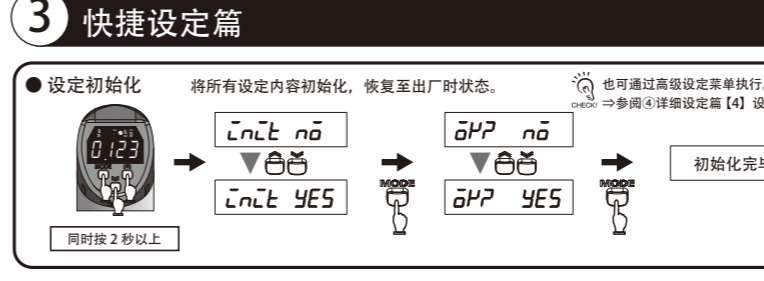 3 快捷设定篇
● 设定初始化
将所有设定内容初始化，恢复至出厂时状态。
也可通过高级设定菜单执行。
CHECK! ⇒参阅④详细设定篇【4】设
0123
MODE
init no
init YES
MODE
oK? no
oK? YES
MODE
初始化完毕
同时按 2 秒以上